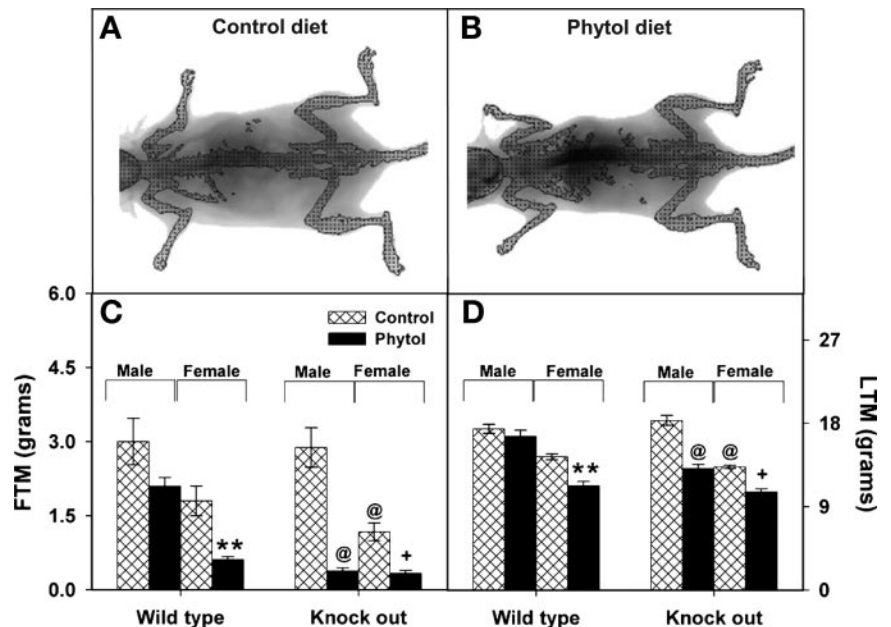 A Control diet
B Phytol diet
C
Control
Phytol
Male Female Male Female
6.0
4.5
3.0
1.5
0.0
FTM (grams)
** @ @ +
Wild type Knock out
D
Male Female Male Female
27
18
9
0
LTM (grams)
** @ @ +
Wild type Knock out